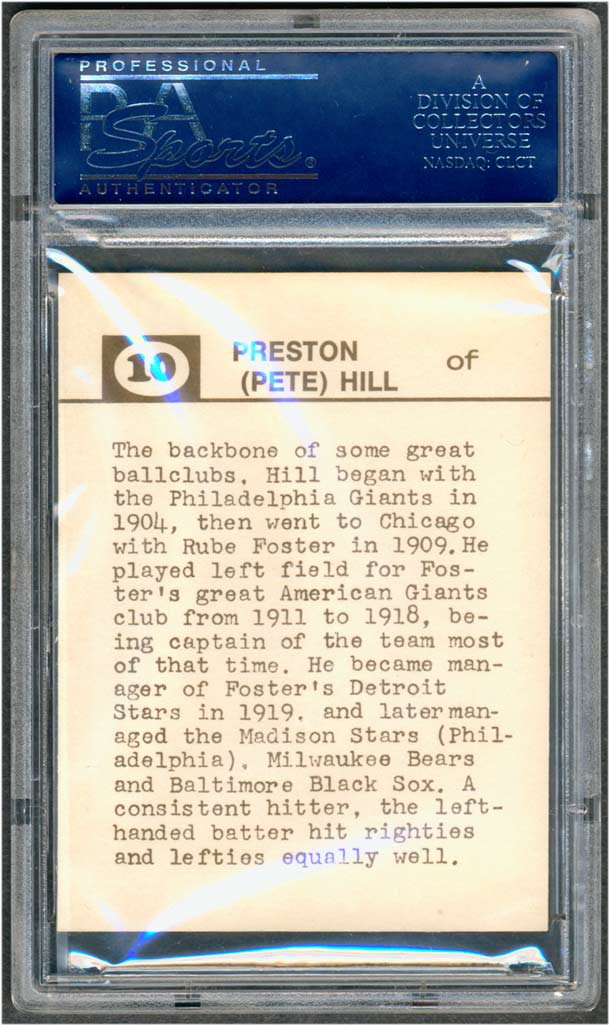 PROFESSIONAL
PSA
Sports®
AUTHENTICATOR
A
DIVISION OF
COLLECTORS
UNIVERSE
NASDAQ: CLCT
10 PRESTON (PETE) HILL of
The backbone of some great
ballclubs, Hill began with
the Philadelphia Giants in
1904, then went to Chicago
with Rube Foster in 1909. He
played left field for Fos-
ter's great American Giants
club from 1911 to 1918, be-
ing captain of the team most
of that time. He became man-
ager of Foster's Detroit
Stars in 1919, and later man-
aged the Madison Stars (Phil-
adelphia), Milwaukee Bears
and Baltimore Black Sox. A
consistent hitter, the left-
handed batter hit righties
and lefties equally well.